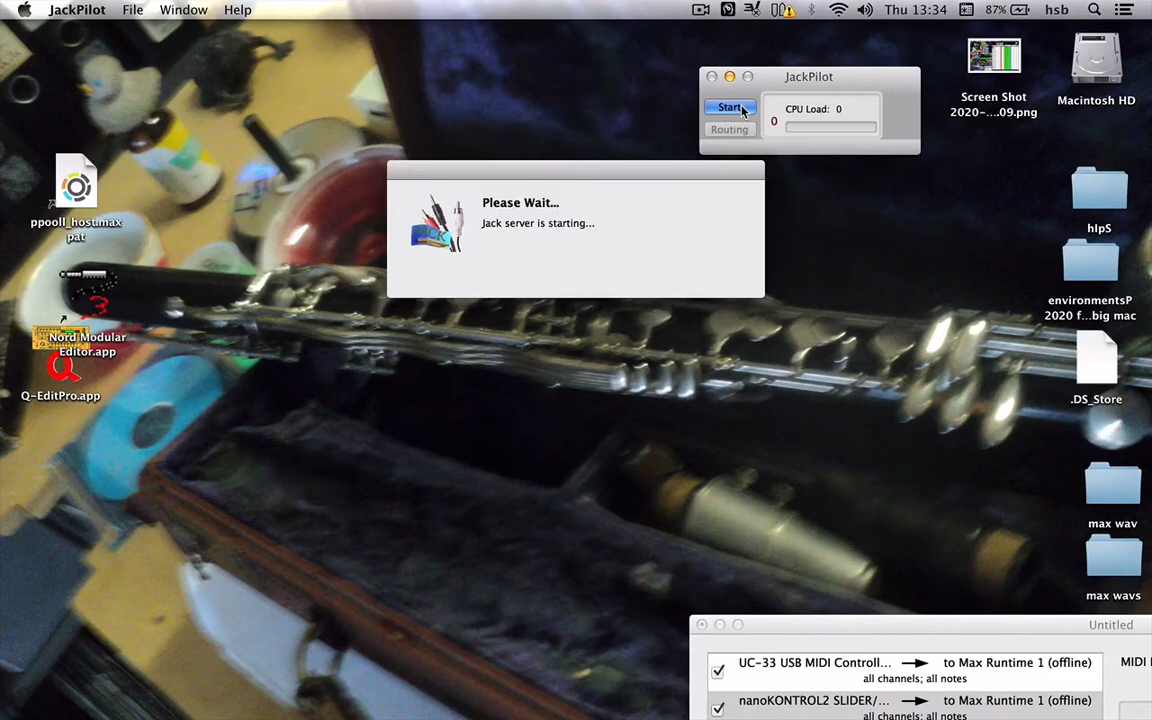 JackPilot File Window Help
Thu 13:34 87% hsb
JackPilot
Start
CPU Load: 0
0
Routing
Please Wait...
Jack server is starting...
Screen Shot
2020-....09.png
Macintosh HD
ppooll_hostmax
pat
hIpS
environmentsP
2020 f...big mac
3
Nord Modular
Editor.app
Q-EditPro.app
.DS_Store
max wav
max wavs
Untitled
UC-33 USB MIDI Controll... to Max Runtime 1 (offline)
all channels; all notes
MIDI
nanoKONTROL2 SLIDER/... to Max Runtime 1 (offline)
all channels; all notes